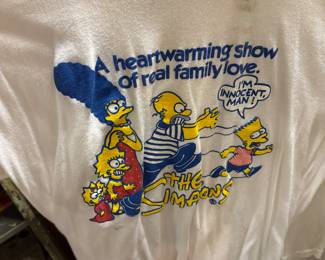 A heartwarming show
of real family love.
I'M
INNOCENT,
MAN!
THE
SIMPSONS